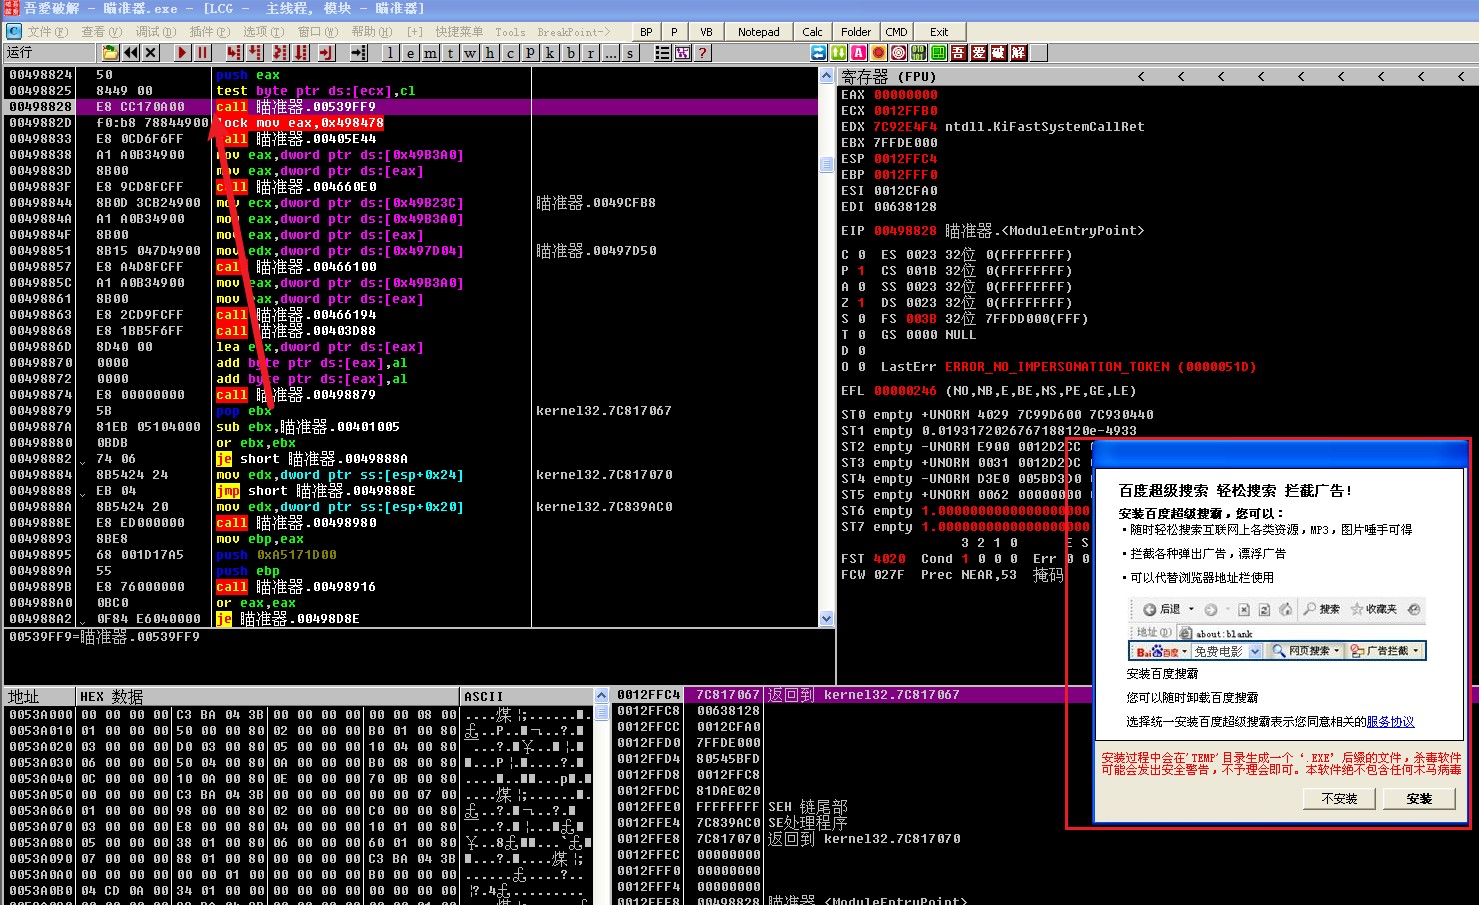 吾爱破解 - 瞄准器.exe - [LCG -  主线程, 模块 - 瞄准器]
文件(F) 查看(V) 调试(D) 插件(P) 选项(T) 窗口(W) 帮助(H) [+] 快捷菜单 Tools BreakPoint-> BP P VB Notepad Calc Folder CMD Exit
运行 l e m t w h c p k b r ... s ? 吾 爱 破 解
00498824 50 push eax
00498825 8449 00 test byte ptr ds:[ecx],cl
00498828 E8 CC170A00 call 瞄准器.00539FF9
0049882D f0:b8 78844900 lock mov eax,0x498478
00498833 E8 0CD6F6FF call 瞄准器.00405E44
00498838 A1 A0B34900 mov eax,dword ptr ds:[0x49B3A0]
0049883D 8B00 mov eax,dword ptr ds:[eax]
0049883F E8 9CD8FCFF call 瞄准器.004660E0
00498844 8B0D 3CB24900 mov ecx,dword ptr ds:[0x49B23C] 瞄准器.0049CFB8
0049884A A1 A0B34900 mov eax,dword ptr ds:[0x49B3A0]
0049884F 8B00 mov eax,dword ptr ds:[eax]
00498851 8B15 047D4900 mov edx,dword ptr ds:[0x497D04] 瞄准器.00497D50
00498857 E8 A4D8FCFF call 瞄准器.00466100
0049885C A1 A0B34900 mov eax,dword ptr ds:[0x49B3A0]
00498861 8B00 mov eax,dword ptr ds:[eax]
00498863 E8 2CD9FCFF call 瞄准器.00466194
00498868 E8 1BB5F6FF call 瞄准器.00403D88
0049886D 8D40 00 lea eax,dword ptr ds:[eax]
00498870 0000 add byte ptr ds:[eax],al
00498872 0000 add byte ptr ds:[eax],al
00498874 E8 00000000 call 瞄准器.00498879
00498879 5B pop ebx kernel32.7C817067
0049887A 81EB 05104000 sub ebx,瞄准器.00401005
00498880 0BDB or ebx,ebx
00498882 74 06 je short 瞄准器.0049888A
00498884 8B5424 24 mov edx,dword ptr ss:[esp+0x24] kernel32.7C817070
00498888 EB 04 jmp short 瞄准器.0049888E
0049888A 8B5424 20 mov edx,dword ptr ss:[esp+0x20] kernel32.7C839AC0
0049888E E8 ED000000 call 瞄准器.00498980
00498893 8BE8 mov ebp,eax
00498895 68 001D17A5 push 0xA5171D00
0049889A 55 push ebp
0049889B E8 76000000 call 瞄准器.00498916
004988A0 0BC0 or eax,eax
004988A2 0F84 E6040000 je 瞄准器.00498D8E
00539FF9=瞄准器.00539FF9
寄存器 (FPU) < < < < < < < < <
EAX 00000000
ECX 0012FFB0
EDX 7C92E4F4 ntdll.KiFastSystemCallRet
EBX 7FFDE000
ESP 0012FFC4
EBP 0012FFF0
ESI 0012CFA0
EDI 00638128
EIP 00498828 瞄准器.<ModuleEntryPoint>
C 0 ES 0023 32位 0(FFFFFFFF)
P 1 CS 001B 32位 0(FFFFFFFF)
A 0 SS 0023 32位 0(FFFFFFFF)
Z 1 DS 0023 32位 0(FFFFFFFF)
S 0 FS 003B 32位 7FFDD000(FFF)
T 0 GS 0000 NULL
D 0
O 0 LastErr ERROR_NO_IMPERSONATION_TOKEN (0000051D)
EFL 00000246 (NO,NB,E,BE,NS,PE,GE,LE)
ST0 empty +UNORM 4029 7C99D600 7C930440
ST1 empty 0.0193172026767188120e-4933
ST2 empty -UNORM E900 0012D2CC
ST3 empty +UNORM 0031 0012D2CC
ST4 empty -UNORM D3E0 005BD3D0
ST5 empty +UNORM 0062 00000000
ST6 empty 1.0000000000000000000
ST7 empty 1.0000000000000000000
3 2 1 0 E S
FST 4020 Cond 1 0 0 0 Err 0 0
FCW 027F Prec NEAR,53 掩码
百度超级搜索 轻松搜索 拦截广告!
安装百度超级搜霸,您可以:
·随时轻松搜索互联网上各类资源,MP3,图片唾手可得
·拦截各种弹出广告,漂浮广告
·可以代替浏览器地址栏使用
后退 搜索 收藏夹
地址(D) about:blank
Bai百度 免费电影 网页搜索 广告拦截
安装百度搜霸
您可以随时卸载百度搜霸
选择统一安装百度超级搜霸表示您同意相关的服务协议
安装过程中会在'TEMP'目录生成一个‘.EXE’后缀的文件,杀毒软件
可能会发出安全警告,不予理会即可。本软件绝不包含任何木马病毒
不安装 安装
地址 HEX 数据 ASCII
0053A000 00 00 00 00 C3 BA 04 3B 00 00 00 00 00 00 08 00
0053A010 01 00 00 80 50 00 00 80 02 00 00 80 B0 01 00 80
0053A020 03 00 00 80 D0 03 00 80 05 00 00 80 10 04 00 80
0053A030 06 00 00 80 50 04 00 80 0A 00 00 80 B0 08 00 80
0053A040 0C 00 00 80 10 0A 00 80 0E 00 00 80 70 0B 00 80
0053A050 00 00 00 00 C3 BA 04 3B 00 00 00 00 00 00 07 00
0053A060 01 00 00 80 98 00 00 80 02 00 00 80 C0 00 00 80
0053A070 03 00 00 80 E8 00 00 80 04 00 00 80 10 01 00 80
0053A080 05 00 00 80 38 01 00 80 06 00 00 80 60 01 00 80
0053A090 07 00 00 80 88 01 00 80 00 00 00 00 C3 BA 04 3B
0053A0A0 00 00 00 00 00 00 01 00 80 00 00 00 B0 00 00 00
0053A0B0 04 CD 0A 00 34 01 00 00 00 00 00 00 00 00 00 00
0012FFC4 7C817067 返回到 kernel32.7C817067
0012FFC8 00638128
0012FFCC 0012CFA0
0012FFD0 7FFDE000
0012FFD4 80545BFD
0012FFD8 0012FFC8
0012FFDC 81DAE020
0012FFE0 FFFFFFFF SEH 链尾部
0012FFE4 7C839AC0 SE处理程序
0012FFE8 7C817070 返回到 kernel32.7C817070
0012FFEC 00000000
0012FFF0 00000000
0012FFF4 00000000
0012FFF8 00498828 瞄准器.<ModuleEntryPoint>